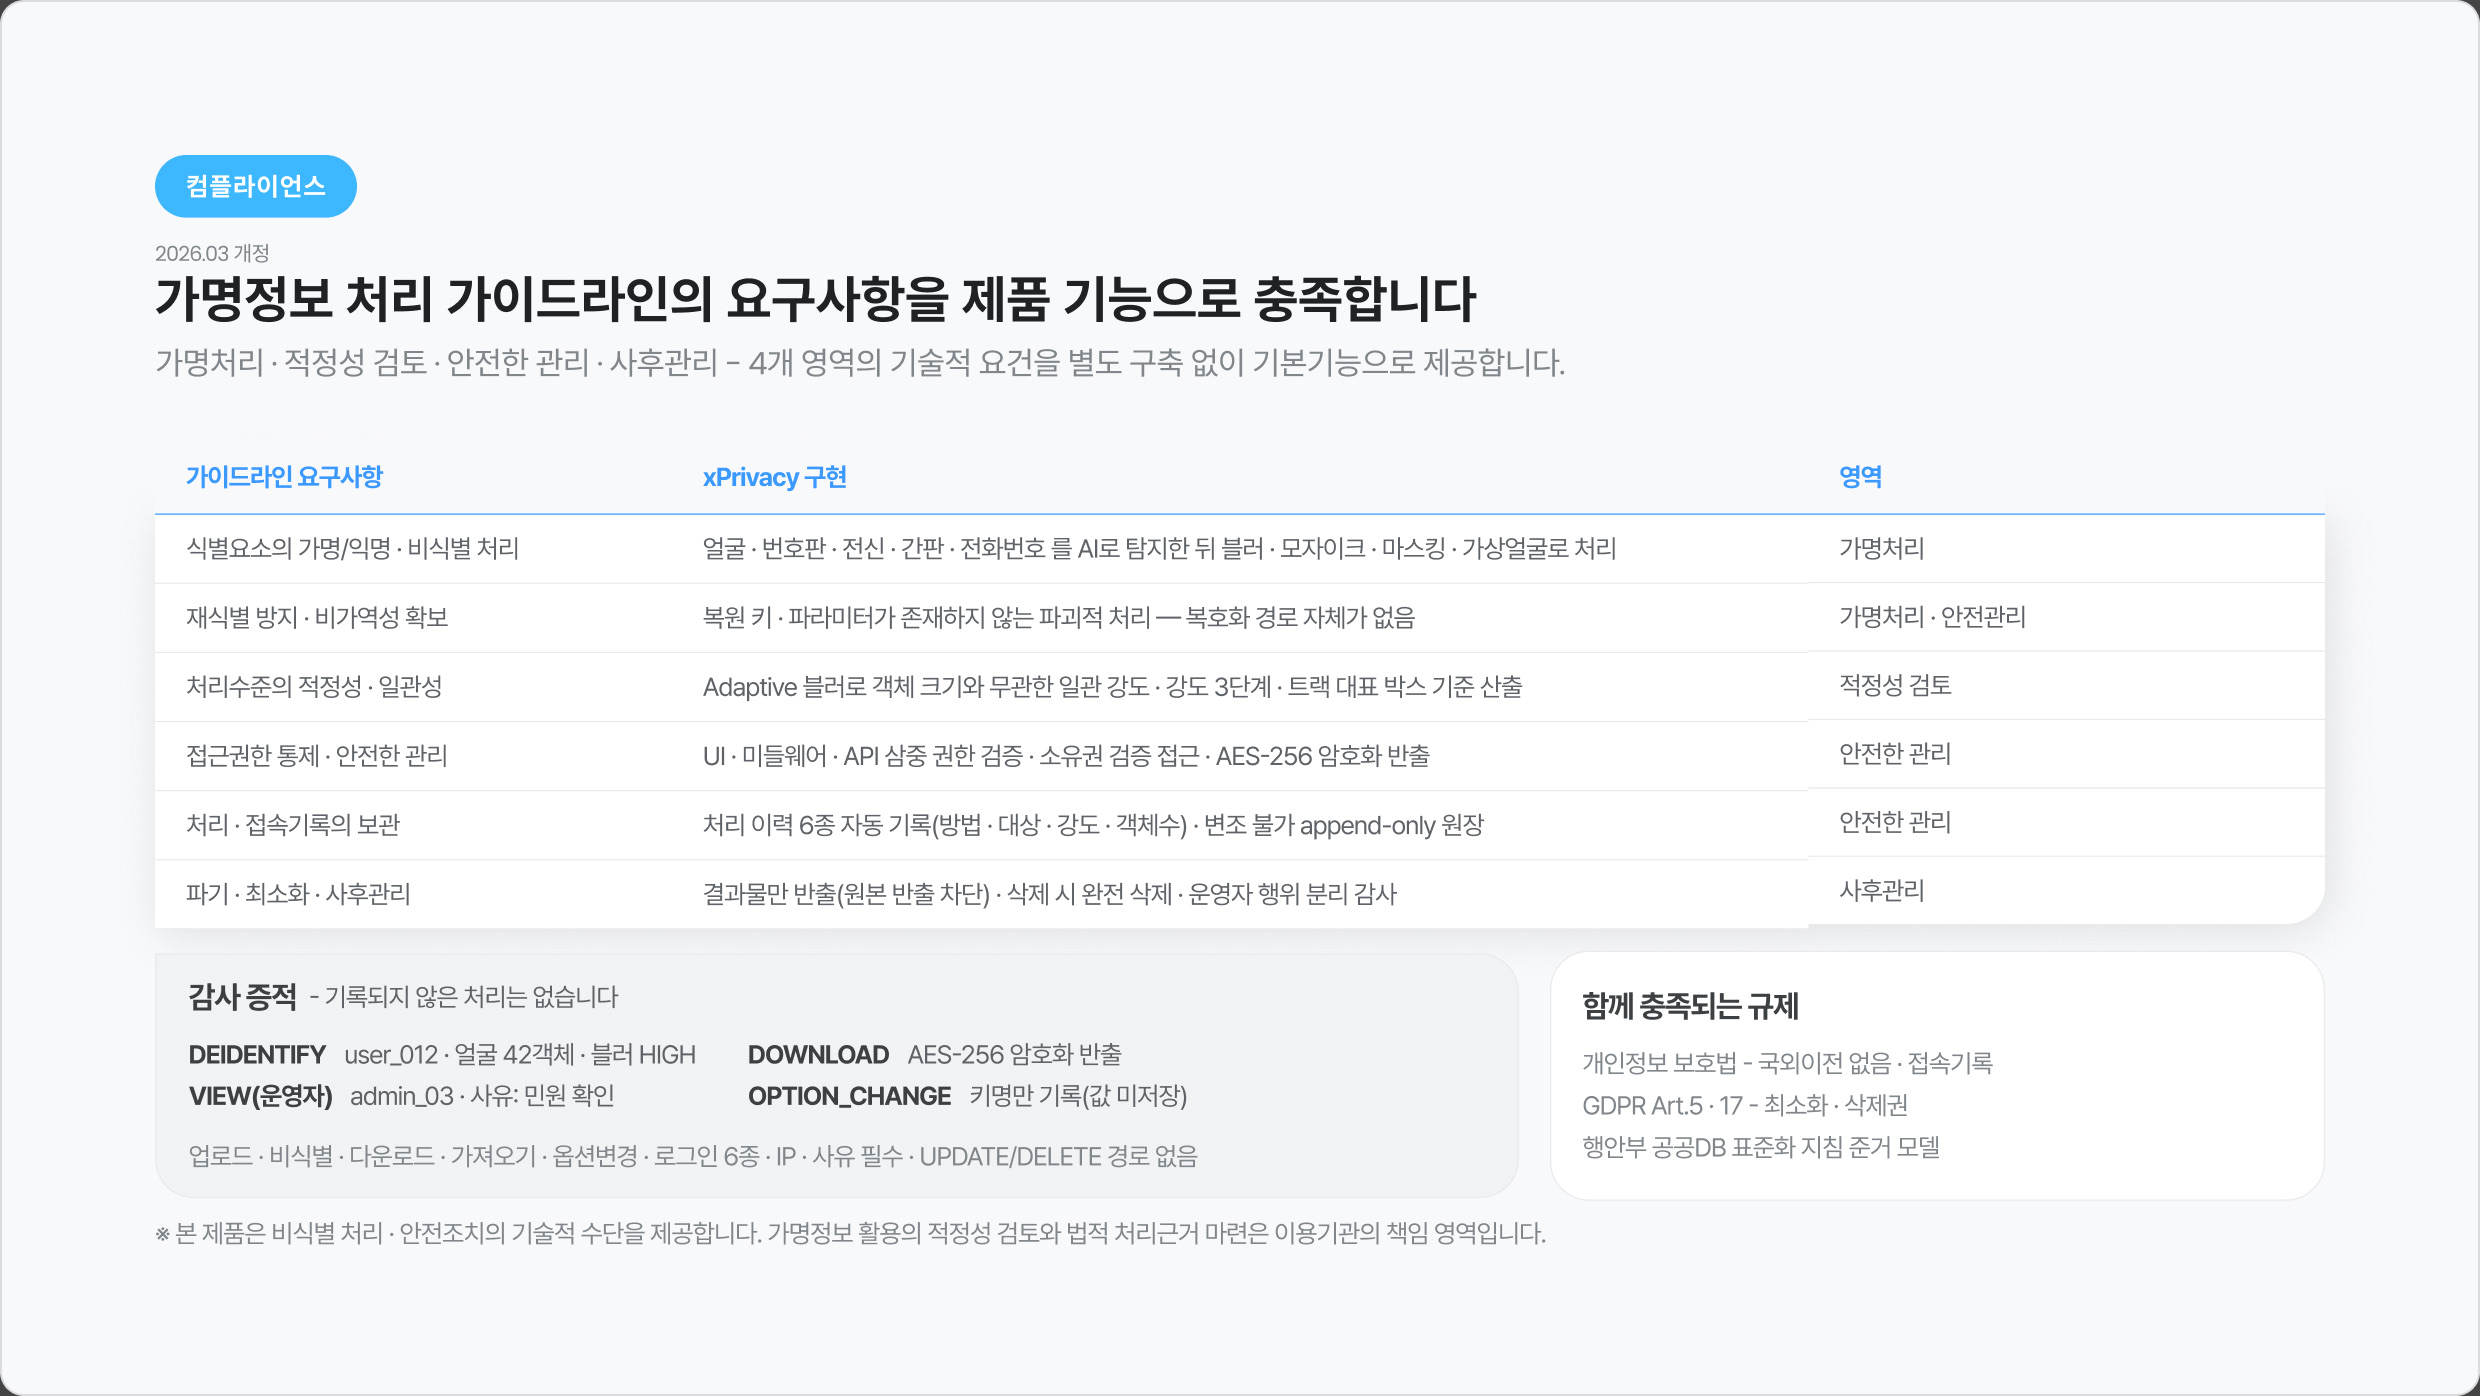 컴플라이언스
2026.03 개정
가명정보 처리 가이드라인의 요구사항을 제품 기능으로 충족합니다
가명처리 · 적정성 검토 · 안전한 관리 · 사후관리 – 4개 영역의 기술적 요건을 별도 구축 없이 기본기능으로 제공합니다.
가이드라인 요구사항 xPrivacy 구현 영역
식별요소의 가명/익명 · 비식별 처리 얼굴 · 번호판 · 전신 · 간판 · 전화번호 를 AI로 탐지한 뒤 블러 · 모자이크 · 마스킹 · 가상얼굴로 처리 가명처리
재식별 방지 · 비가역성 확보 복원 키 · 파라미터가 존재하지 않는 파괴적 처리 — 복호화 경로 자체가 없음 가명처리 · 안전관리
처리수준의 적정성 · 일관성 Adaptive 블러로 객체 크기와 무관한 일관 강도 · 강도 3단계 · 트랙 대표 박스 기준 산출 적정성 검토
접근권한 통제 · 안전한 관리 UI · 미들웨어 · API 삼중 권한 검증 · 소유권 검증 접근 · AES-256 암호화 반출 안전한 관리
처리 · 접속기록의 보관 처리 이력 6종 자동 기록(방법 · 대상 · 강도 · 객체수) · 변조 불가 append-only 원장 안전한 관리
파기 · 최소화 · 사후관리 결과물만 반출(원본 반출 차단) · 삭제 시 완전 삭제 · 운영자 행위 분리 감사 사후관리
감사 증적 - 기록되지 않은 처리는 없습니다
DEIDENTIFY user_012 · 얼굴 42객체 · 블러 HIGH DOWNLOAD AES-256 암호화 반출
VIEW(운영자) admin_03 · 사유: 민원 확인 OPTION_CHANGE 키명만 기록(값 미저장)
업로드 · 비식별 · 다운로드 · 가져오기 · 옵션변경 · 로그인 6종 · IP · 사유 필수 · UPDATE/DELETE 경로 없음
함께 충족되는 규제
개인정보 보호법 - 국외이전 없음 · 접속기록
GDPR Art.5 · 17 - 최소화 · 삭제권
행안부 공공DB 표준화 지침 준거 모델
※ 본 제품은 비식별 처리 · 안전조치의 기술적 수단을 제공합니다. 가명정보 활용의 적정성 검토와 법적 처리근거 마련은 이용기관의 책임 영역입니다.